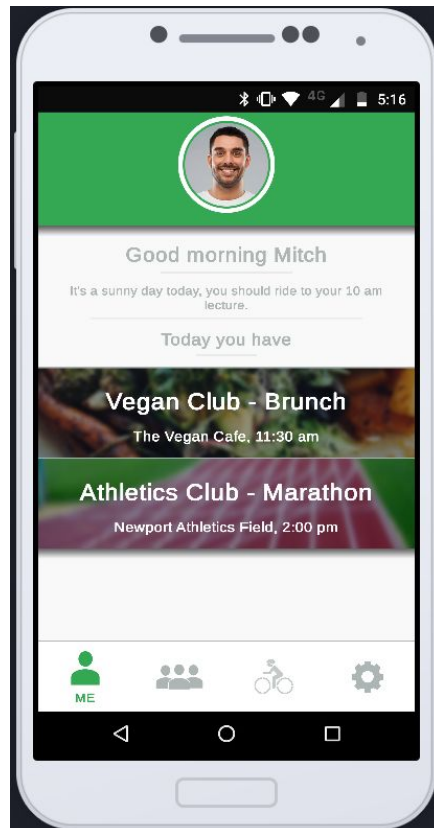 4G 5:16
Good morning Mitch
It's a sunny day today, you should ride to your 10 am
lecture.
Today you have
Vegan Club - Brunch
The Vegan Cafe, 11:30 am
Athletics Club - Marathon
Newport Athletics Field, 2:00 pm
ME